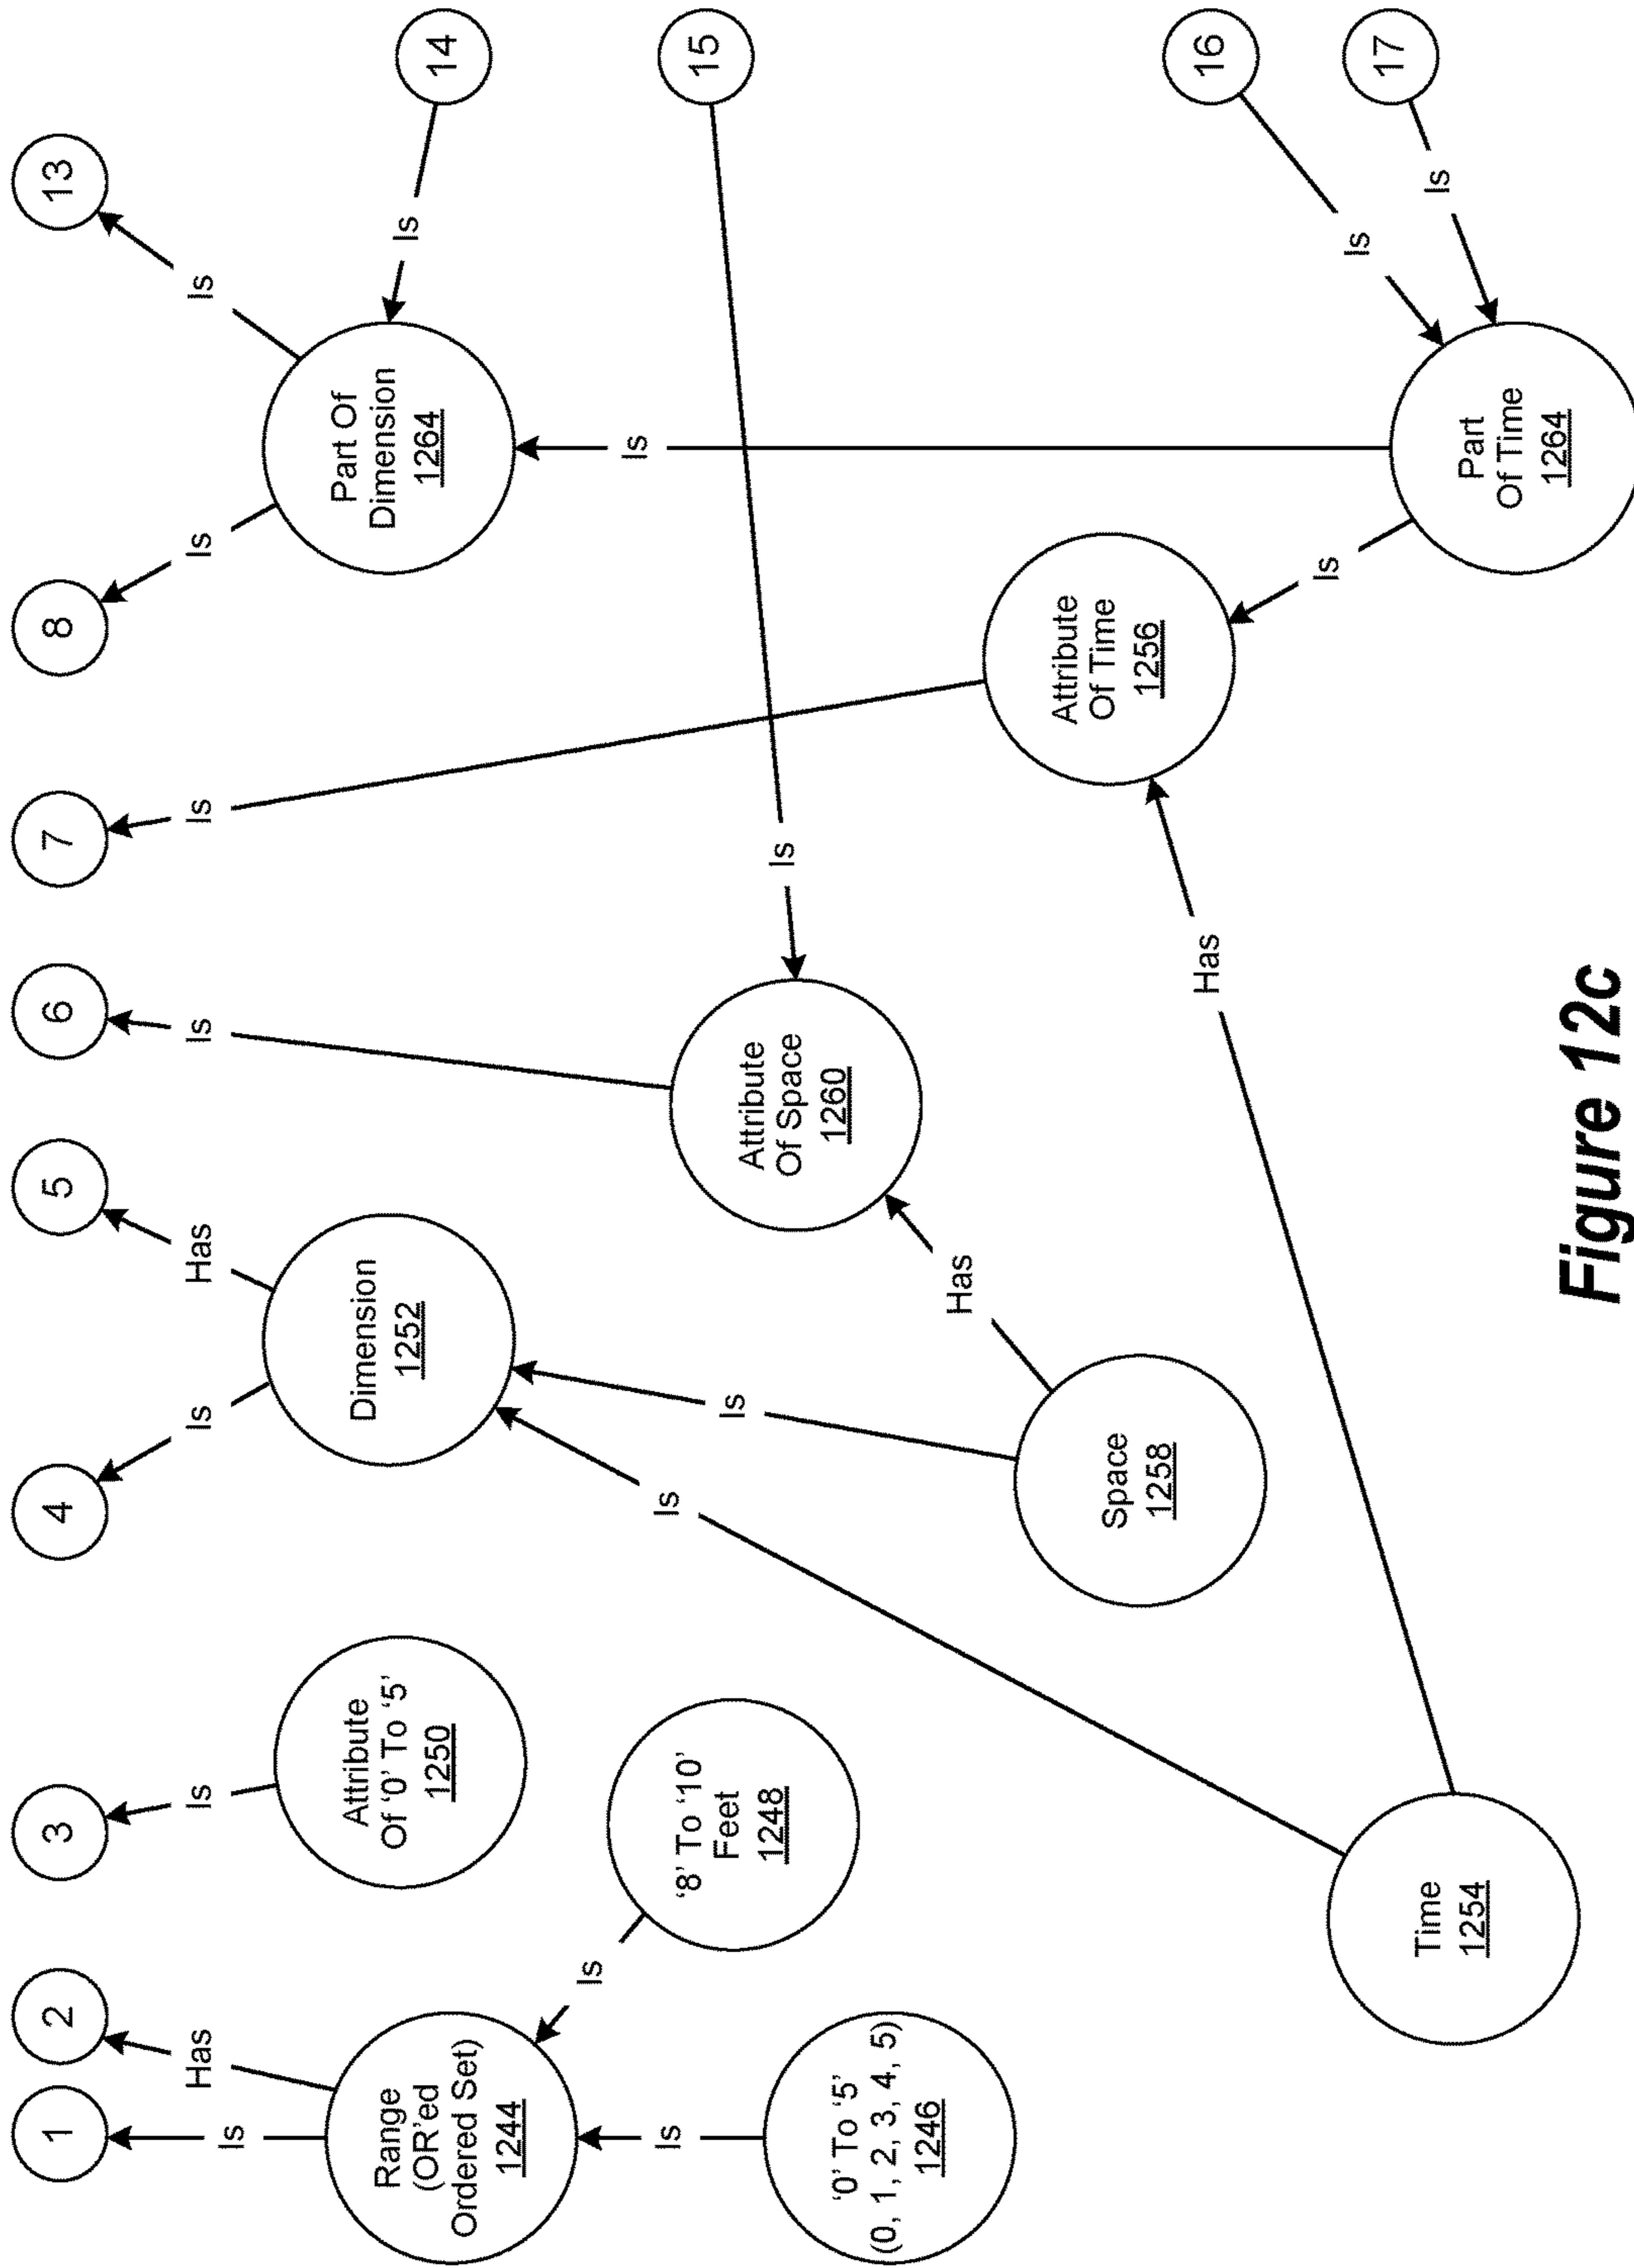 1
2
3
4
5
6
7
8
13
Is
Has
Is
Is
Has
Is
Is
Is
Is
14
Range
(OR'ed
Ordered Set)
1244
Attribute
Of '0' To '5'
1250
Dimension
1252
Part Of
Dimension
1264
Is
Is
Is
Is
Is
Is
15
'0' To '5'
(0, 1, 2, 3, 4, 5)
1246
'8' To '10'
Feet
1248
Attribute
Of Space
1260
Is
Has
Space
1258
Attribute
Of Time
1256
Has
Is
Is
Is
16
17
Time
1254
Part
Of Time
1264
Figure 12c